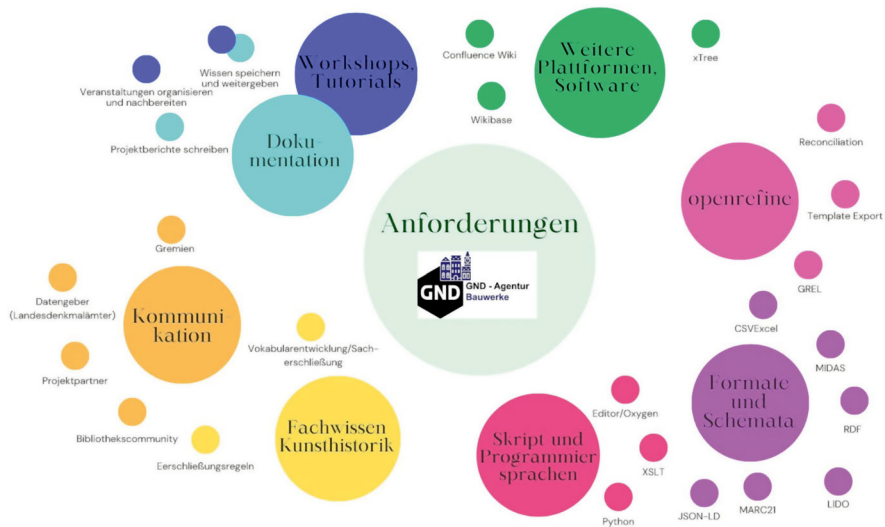 Workshops,
Tutorials
Wissen speichern
und weitergeben
Veranstaltungen organisieren
und nachbereiten
Projektberichte schreiben
Doku-
mentation
Confluence Wiki
Wikibase
Weitere
Plattformen,
Software
xTree
Reconciliation
openrefine
Template Export
GREL
Anforderungen
GND
GND - Agentur
Bauwerke
Gremien
Datengeber
(Landesdenkmalämter)
Kommuni-
kation
Projektpartner
Bibliothekscommunity
Vokabularentwicklung/Sach-
erschließung
Fachwissen
Kunsthistorik
Eerschließungsregeln
Skript und
Programmier
sprachen
Editor/Oxygen
XSLT
Python
CSVExcel
MIDAS
Formate
und
Schemata
RDF
LIDO
MARC21
JSON-LD